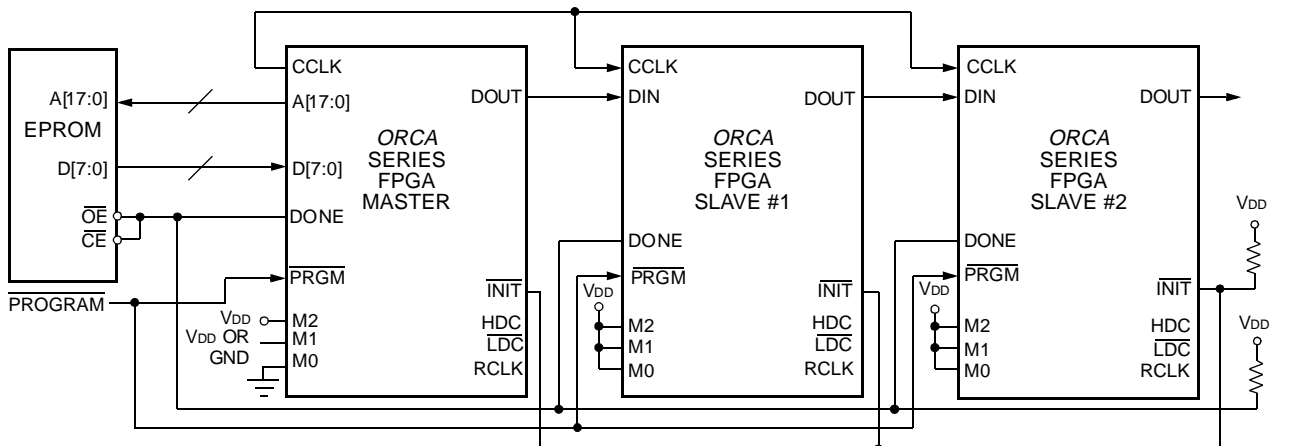 A[17:0]
EPROM
D[7:0]
OE
CE
PROGRAM
CCLK
A[17:0]
DOUT
ORCA
SERIES
FPGA
MASTER
D[7:0]
DONE
PRGM
INIT
VDD
M2
HDC
VDD OR
GND
M1
LDC
M0
RCLK
CCLK
DIN
DOUT
ORCA
SERIES
FPGA
SLAVE #1
DONE
PRGM
VDD
INIT
M2
HDC
M1
LDC
M0
RCLK
CCLK
DIN
DOUT
ORCA
SERIES
FPGA
SLAVE #2
DONE
PRGM
VDD
INIT
M2
HDC
M1
LDC
M0
RCLK
VDD
VDD